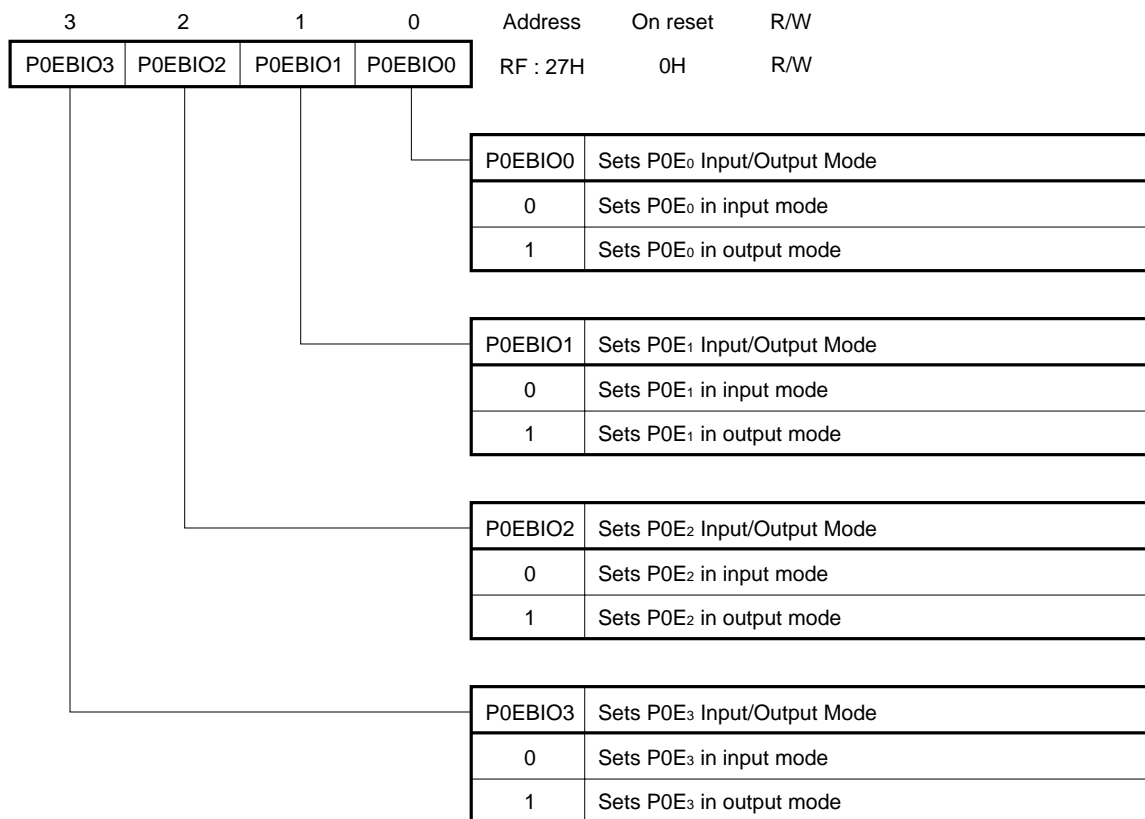 3 2 1 0 Address On reset R/W
P0EBIO3 P0EBIO2 P0EBIO1 P0EBIO0 RF : 27H 0H R/W
P0EBIO0 Sets P0E₀ Input/Output Mode
0 Sets P0E₀ in input mode
1 Sets P0E₀ in output mode
P0EBIO1 Sets P0E₁ Input/Output Mode
0 Sets P0E₁ in input mode
1 Sets P0E₁ in output mode
P0EBIO2 Sets P0E₂ Input/Output Mode
0 Sets P0E₂ in input mode
1 Sets P0E₂ in output mode
P0EBIO3 Sets P0E₃ Input/Output Mode
0 Sets P0E₃ in input mode
1 Sets P0E₃ in output mode